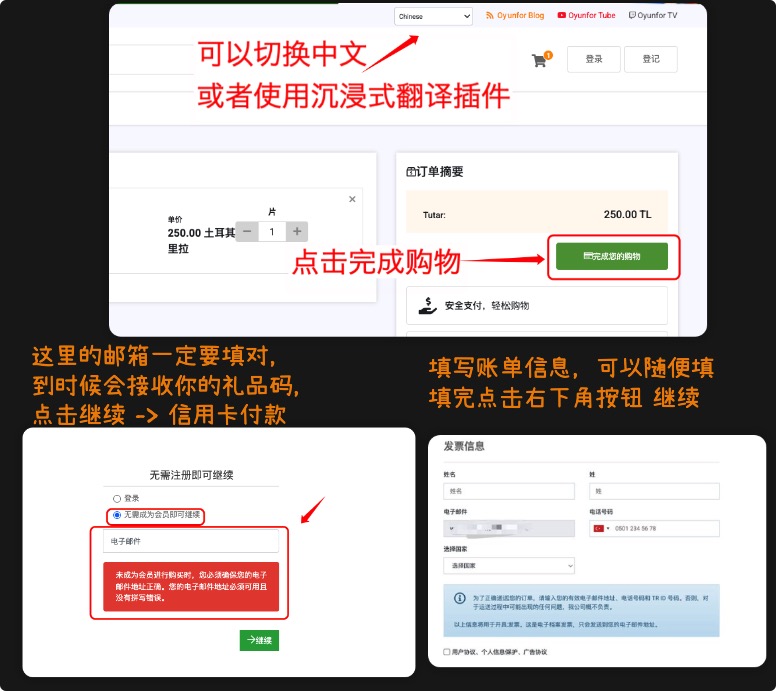 Chinese
Oyunfor Blog
Oyunfor Tube
Oyunfor TV
可以切换中文
或者使用沉浸式翻译插件
1
登录
登记
订单摘要
单价
片
250.00 土耳其
里拉
1
Tutar:
250.00 TL
点击完成购物
完成您的购物
安全支付，轻松购物
这里的邮箱一定要填对，
到时候会接收你的礼品码，
点击继续 -> 信用卡付款
填写账单信息，可以随便填
填完点击右下角按钮 继续
无需注册即可继续
登录
无需成为会员即可继续
电子邮件
未成为会员进行购买时，您必须确保您的电子
邮件地址正确。您的电子邮件地址必须可用且
没有拼写错误。
继续
发票信息
姓名
姓
姓名
姓
电子邮件
电话号码
0501 234 56 78
选择国家
选择国家
为了正确递送您的订单，请输入您的有效电子邮件地址、电话号码和 TR ID 号码。否则，对
于运送过程中可能出现的任何问题，我公司概不负责。
以上信息将用于开具发票。这是电子档案发票，只会发送到您的电子邮件地址。
用户协议、个人信息保护、广告协议